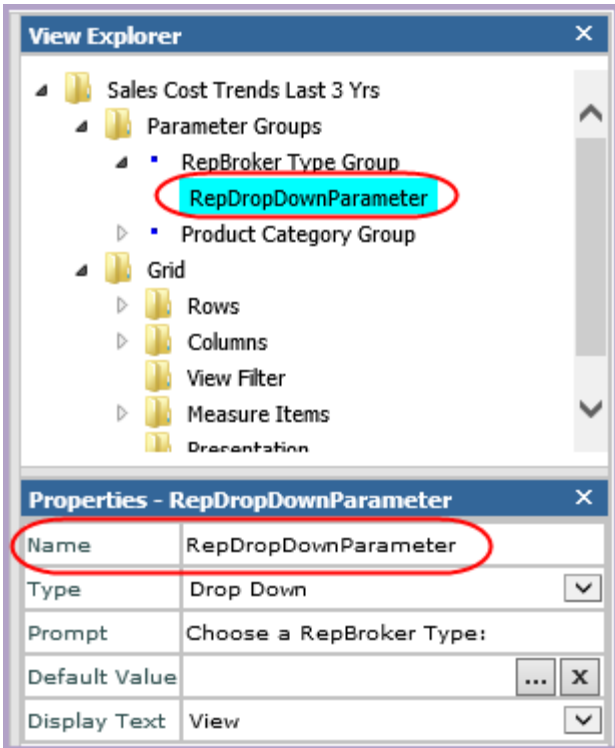 View Explorer
Sales Cost Trends Last 3 Yrs
Parameter Groups
RepBroker Type Group
RepDropDownParameter
Product Category Group
Grid
Rows
Columns
View Filter
Measure Items
Presentation
Properties - RepDropDownParameter
Name RepDropDownParameter
Type Drop Down
Prompt Choose a RepBroker Type:
Default Value ... x
Display Text View